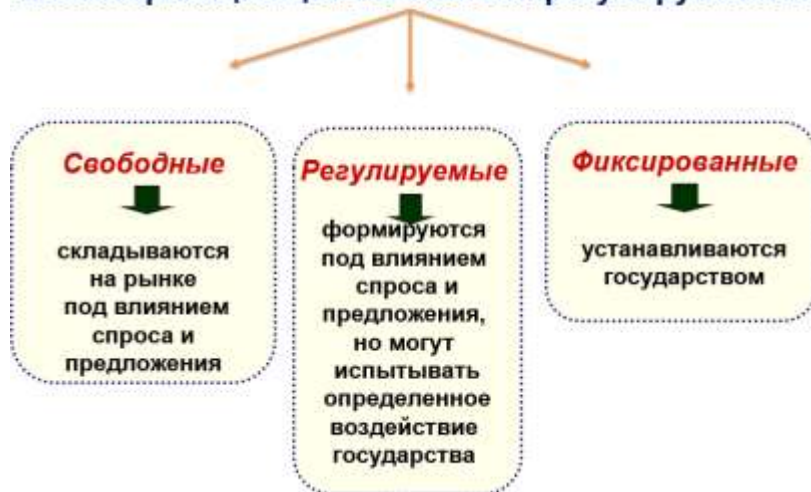 Свободные
складываются
на рынке
под влиянием
спроса и
предложения
Регулируемые
формируются
под влиянием
спроса и
предложения,
но могут
испытывать
определенное
воздействие
государства
Фиксированные
устанавливаются
государством